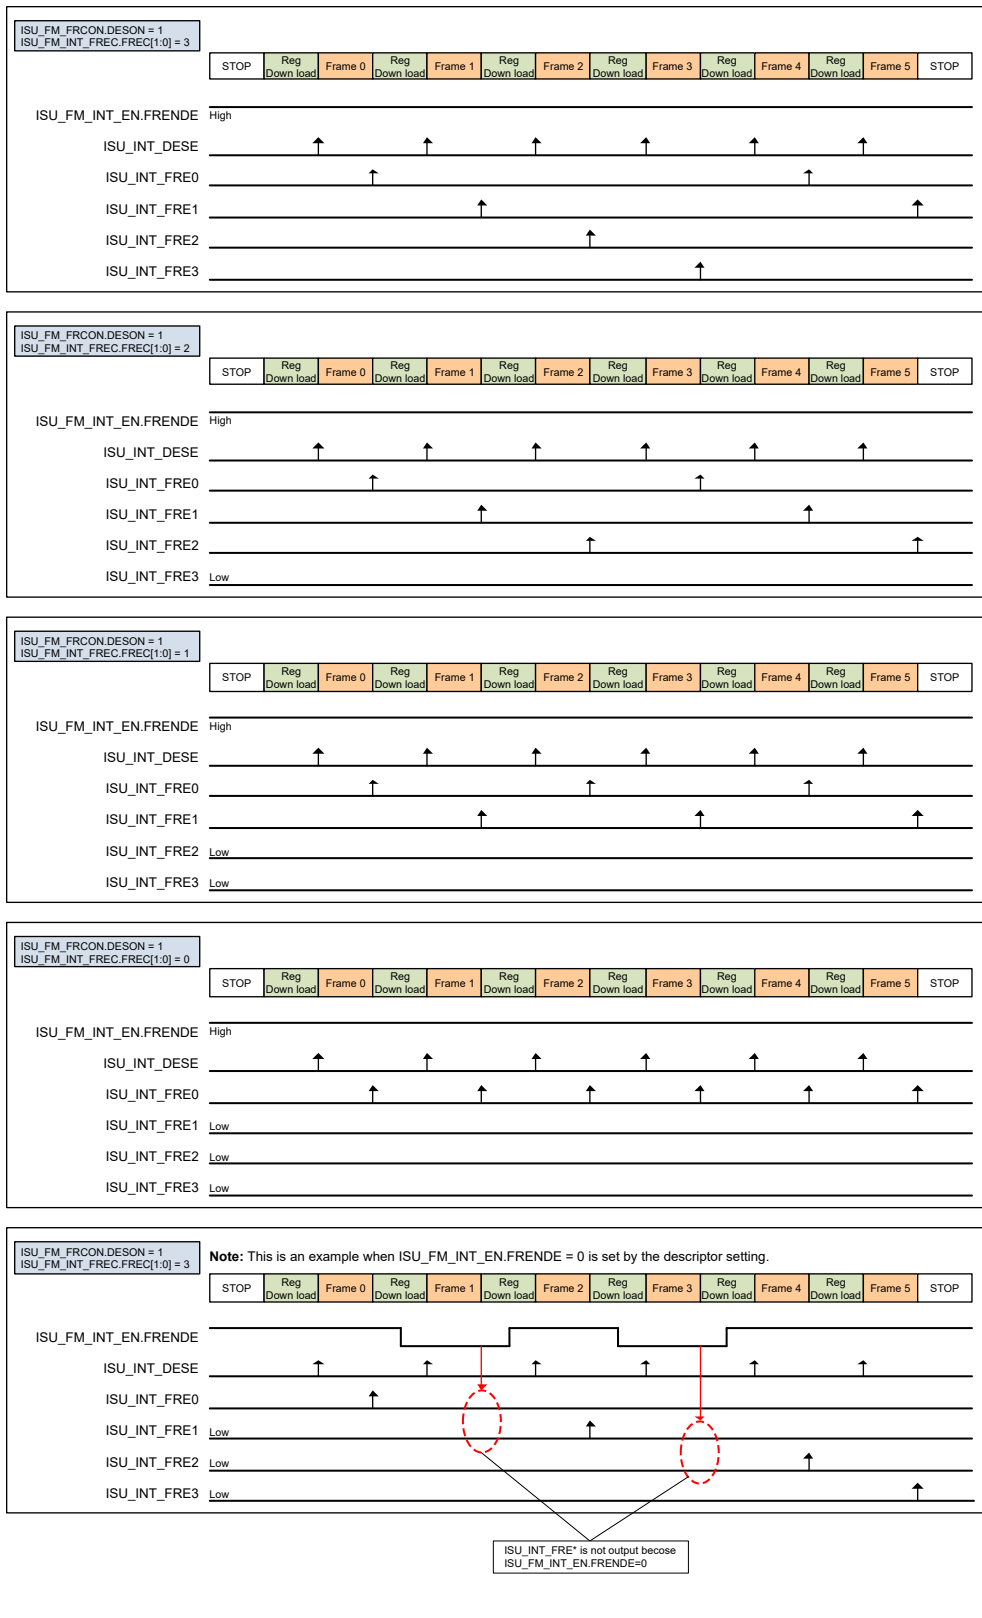 ISU_FM_FRCON.DESON = 1
ISU_FM_INT_FREC.FREC[1:0] = 3
STOP Reg Down load Frame 0 Reg Down load Frame 1 Reg Down load Frame 2 Reg Down load Frame 3 Reg Down load Frame 4 Reg Down load Frame 5 STOP
ISU_FM_INT_EN.FRENDE High
ISU_INT_DESE
ISU_INT_FRE0
ISU_INT_FRE1
ISU_INT_FRE2
ISU_INT_FRE3
ISU_FM_FRCON.DESON = 1
ISU_FM_INT_FREC.FREC[1:0] = 2
STOP Reg Down load Frame 0 Reg Down load Frame 1 Reg Down load Frame 2 Reg Down load Frame 3 Reg Down load Frame 4 Reg Down load Frame 5 STOP
ISU_FM_INT_EN.FRENDE High
ISU_INT_DESE
ISU_INT_FRE0
ISU_INT_FRE1
ISU_INT_FRE2
ISU_INT_FRE3 Low
ISU_FM_FRCON.DESON = 1
ISU_FM_INT_FREC.FREC[1:0] = 1
STOP Reg Down load Frame 0 Reg Down load Frame 1 Reg Down load Frame 2 Reg Down load Frame 3 Reg Down load Frame 4 Reg Down load Frame 5 STOP
ISU_FM_INT_EN.FRENDE High
ISU_INT_DESE
ISU_INT_FRE0
ISU_INT_FRE1
ISU_INT_FRE2 Low
ISU_INT_FRE3 Low
ISU_FM_FRCON.DESON = 1
ISU_FM_INT_FREC.FREC[1:0] = 0
STOP Reg Down load Frame 0 Reg Down load Frame 1 Reg Down load Frame 2 Reg Down load Frame 3 Reg Down load Frame 4 Reg Down load Frame 5 STOP
ISU_FM_INT_EN.FRENDE High
ISU_INT_DESE
ISU_INT_FRE0
ISU_INT_FRE1 Low
ISU_INT_FRE2 Low
ISU_INT_FRE3 Low
ISU_FM_FRCON.DESON = 1
ISU_FM_INT_FREC.FREC[1:0] = 3
Note: This is an example when ISU_FM_INT_EN.FRENDE = 0 is set by the descriptor setting.
STOP Reg Down load Frame 0 Reg Down load Frame 1 Reg Down load Frame 2 Reg Down load Frame 3 Reg Down load Frame 4 Reg Down load Frame 5 STOP
ISU_FM_INT_EN.FRENDE
ISU_INT_DESE
ISU_INT_FRE0
ISU_INT_FRE1 Low
ISU_INT_FRE2 Low
ISU_INT_FRE3 Low
ISU_INT_FRE* is not output becose
ISU_FM_INT_EN.FRENDE=0